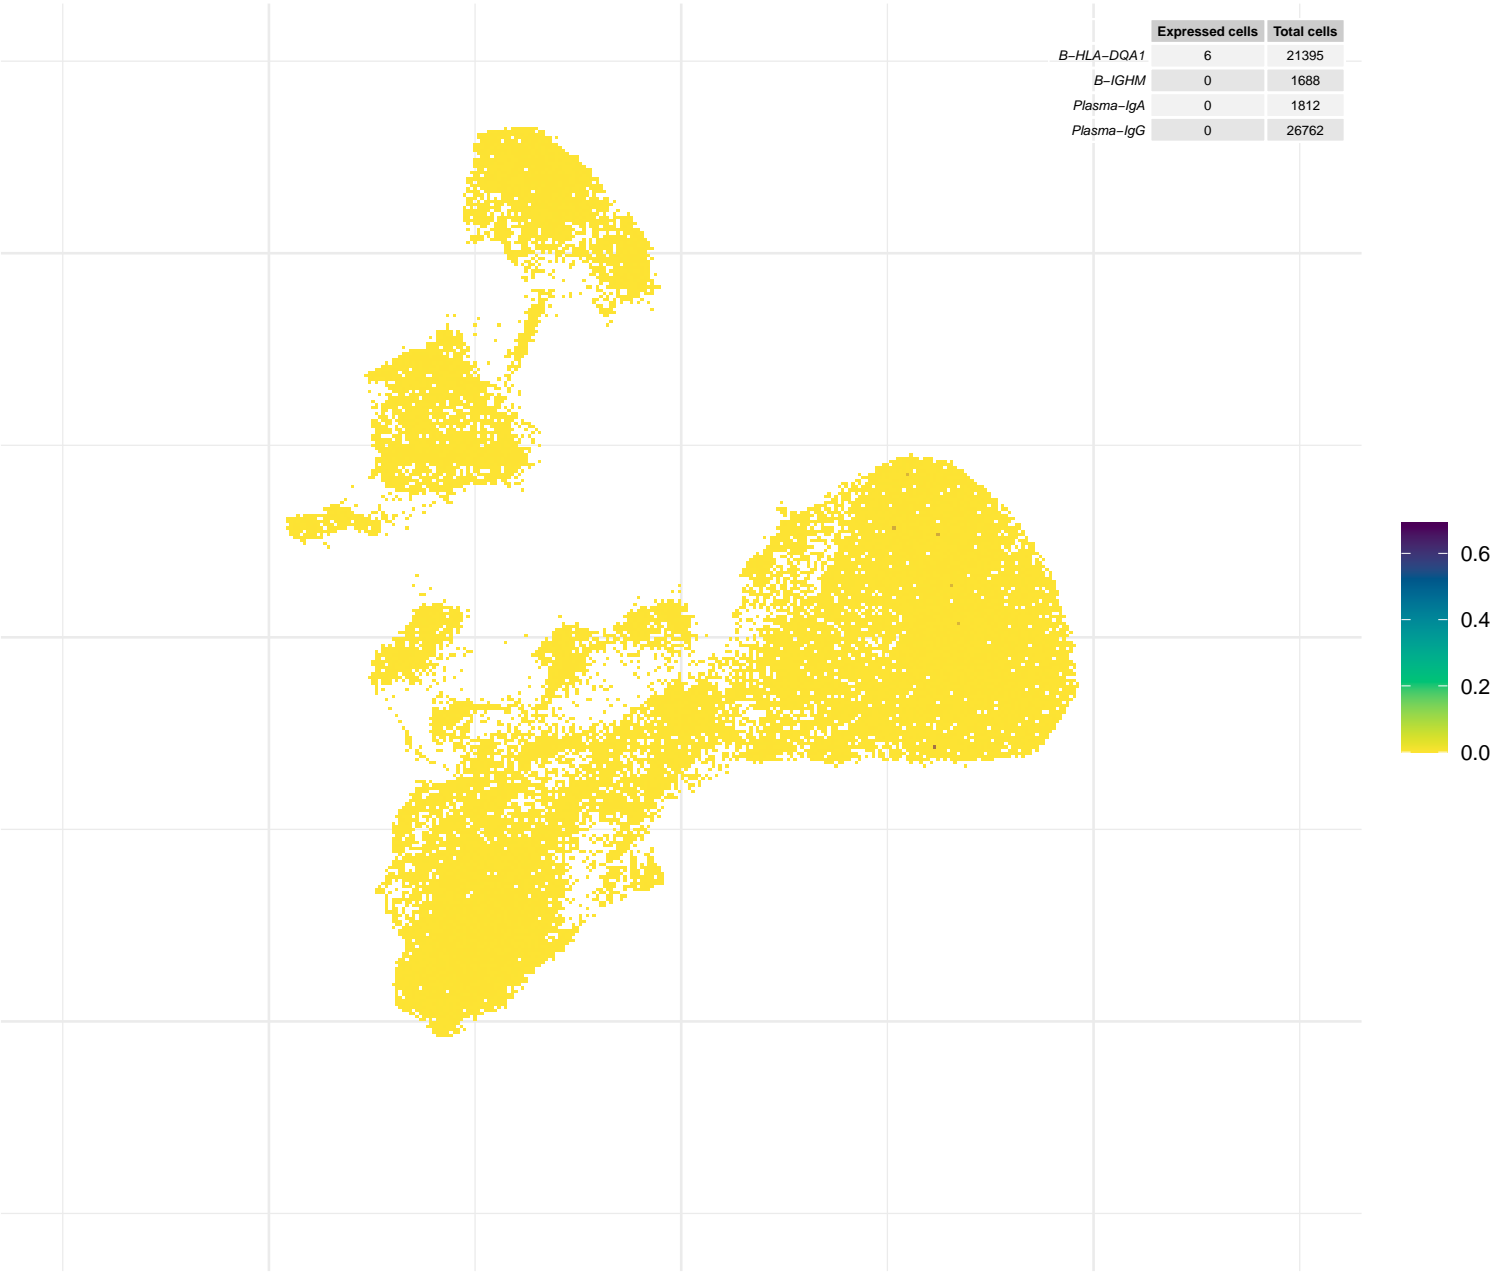 Expressed cells Total cells
B−HLA−DQA1 6 21395
B−IGHM 0 1688
Plasma−IgA 0 1812
Plasma−IgG 0 26762
0.6
0.4
0.2
0.0